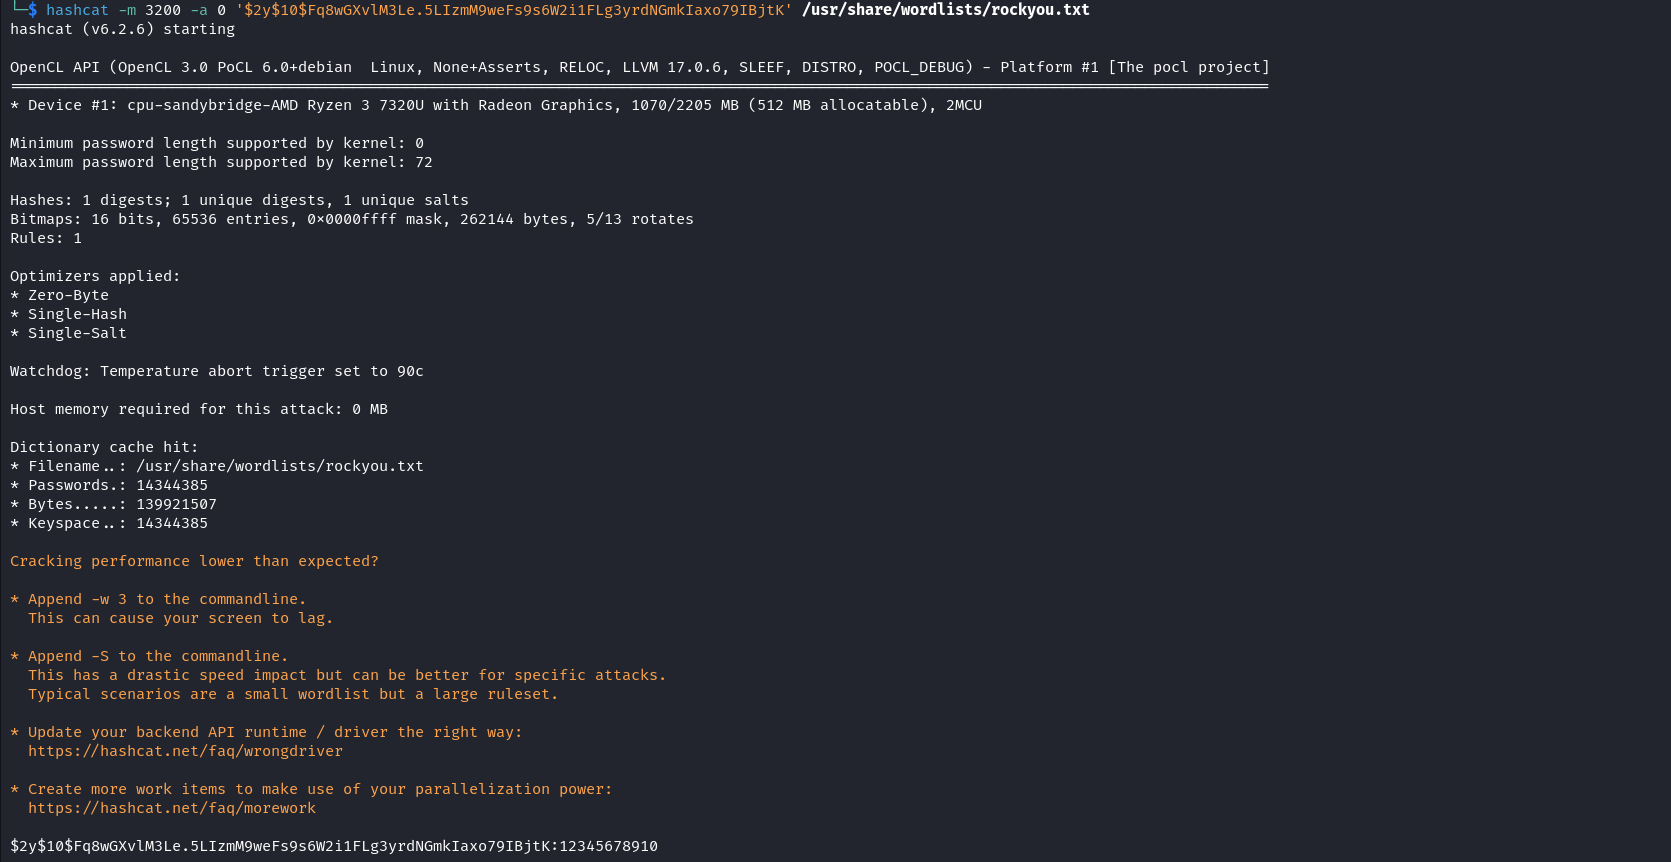 └─$ hashcat -m 3200 -a 0 '$2y$10$Fq8wGXvlM3Le.5LIzmM9weFs9s6W2i1FLg3yrdNGmkIaxo79IBjtK' /usr/share/wordlists/rockyou.txt
hashcat (v6.2.6) starting
OpenCL API (OpenCL 3.0 PoCL 6.0+debian  Linux, None+Asserts, RELOC, LLVM 17.0.6, SLEEF, DISTRO, POCL_DEBUG) - Platform #1 [The pocl project]
============================================================================================================================================
* Device #1: cpu-sandybridge-AMD Ryzen 3 7320U with Radeon Graphics, 1070/2205 MB (512 MB allocatable), 2MCU
Minimum password length supported by kernel: 0
Maximum password length supported by kernel: 72
Hashes: 1 digests; 1 unique digests, 1 unique salts
Bitmaps: 16 bits, 65536 entries, 0x0000ffff mask, 262144 bytes, 5/13 rotates
Rules: 1
Optimizers applied:
* Zero-Byte
* Single-Hash
* Single-Salt
Watchdog: Temperature abort trigger set to 90c
Host memory required for this attack: 0 MB
Dictionary cache hit:
* Filename..: /usr/share/wordlists/rockyou.txt
* Passwords.: 14344385
* Bytes.....: 139921507
* Keyspace..: 14344385
Cracking performance lower than expected?
* Append -w 3 to the commandline.
  This can cause your screen to lag.
* Append -S to the commandline.
  This has a drastic speed impact but can be better for specific attacks.
  Typical scenarios are a small wordlist but a large ruleset.
* Update your backend API runtime / driver the right way:
  https://hashcat.net/faq/wrongdriver
* Create more work items to make use of your parallelization power:
  https://hashcat.net/faq/morework
$2y$10$Fq8wGXvlM3Le.5LIzmM9weFs9s6W2i1FLg3yrdNGmkIaxo79IBjtK:12345678910